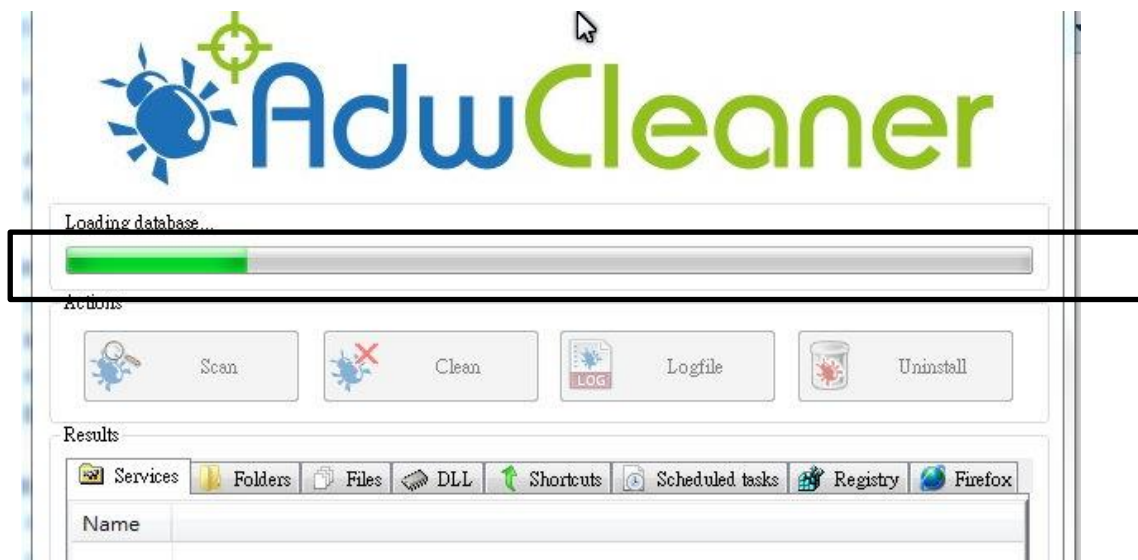 AdwCleaner
Loading database...
Actions
Scan Clean LOG Logfile Uninstall
Results
Services Folders Files DLL Shortcuts Scheduled tasks Registry Firefox
Name